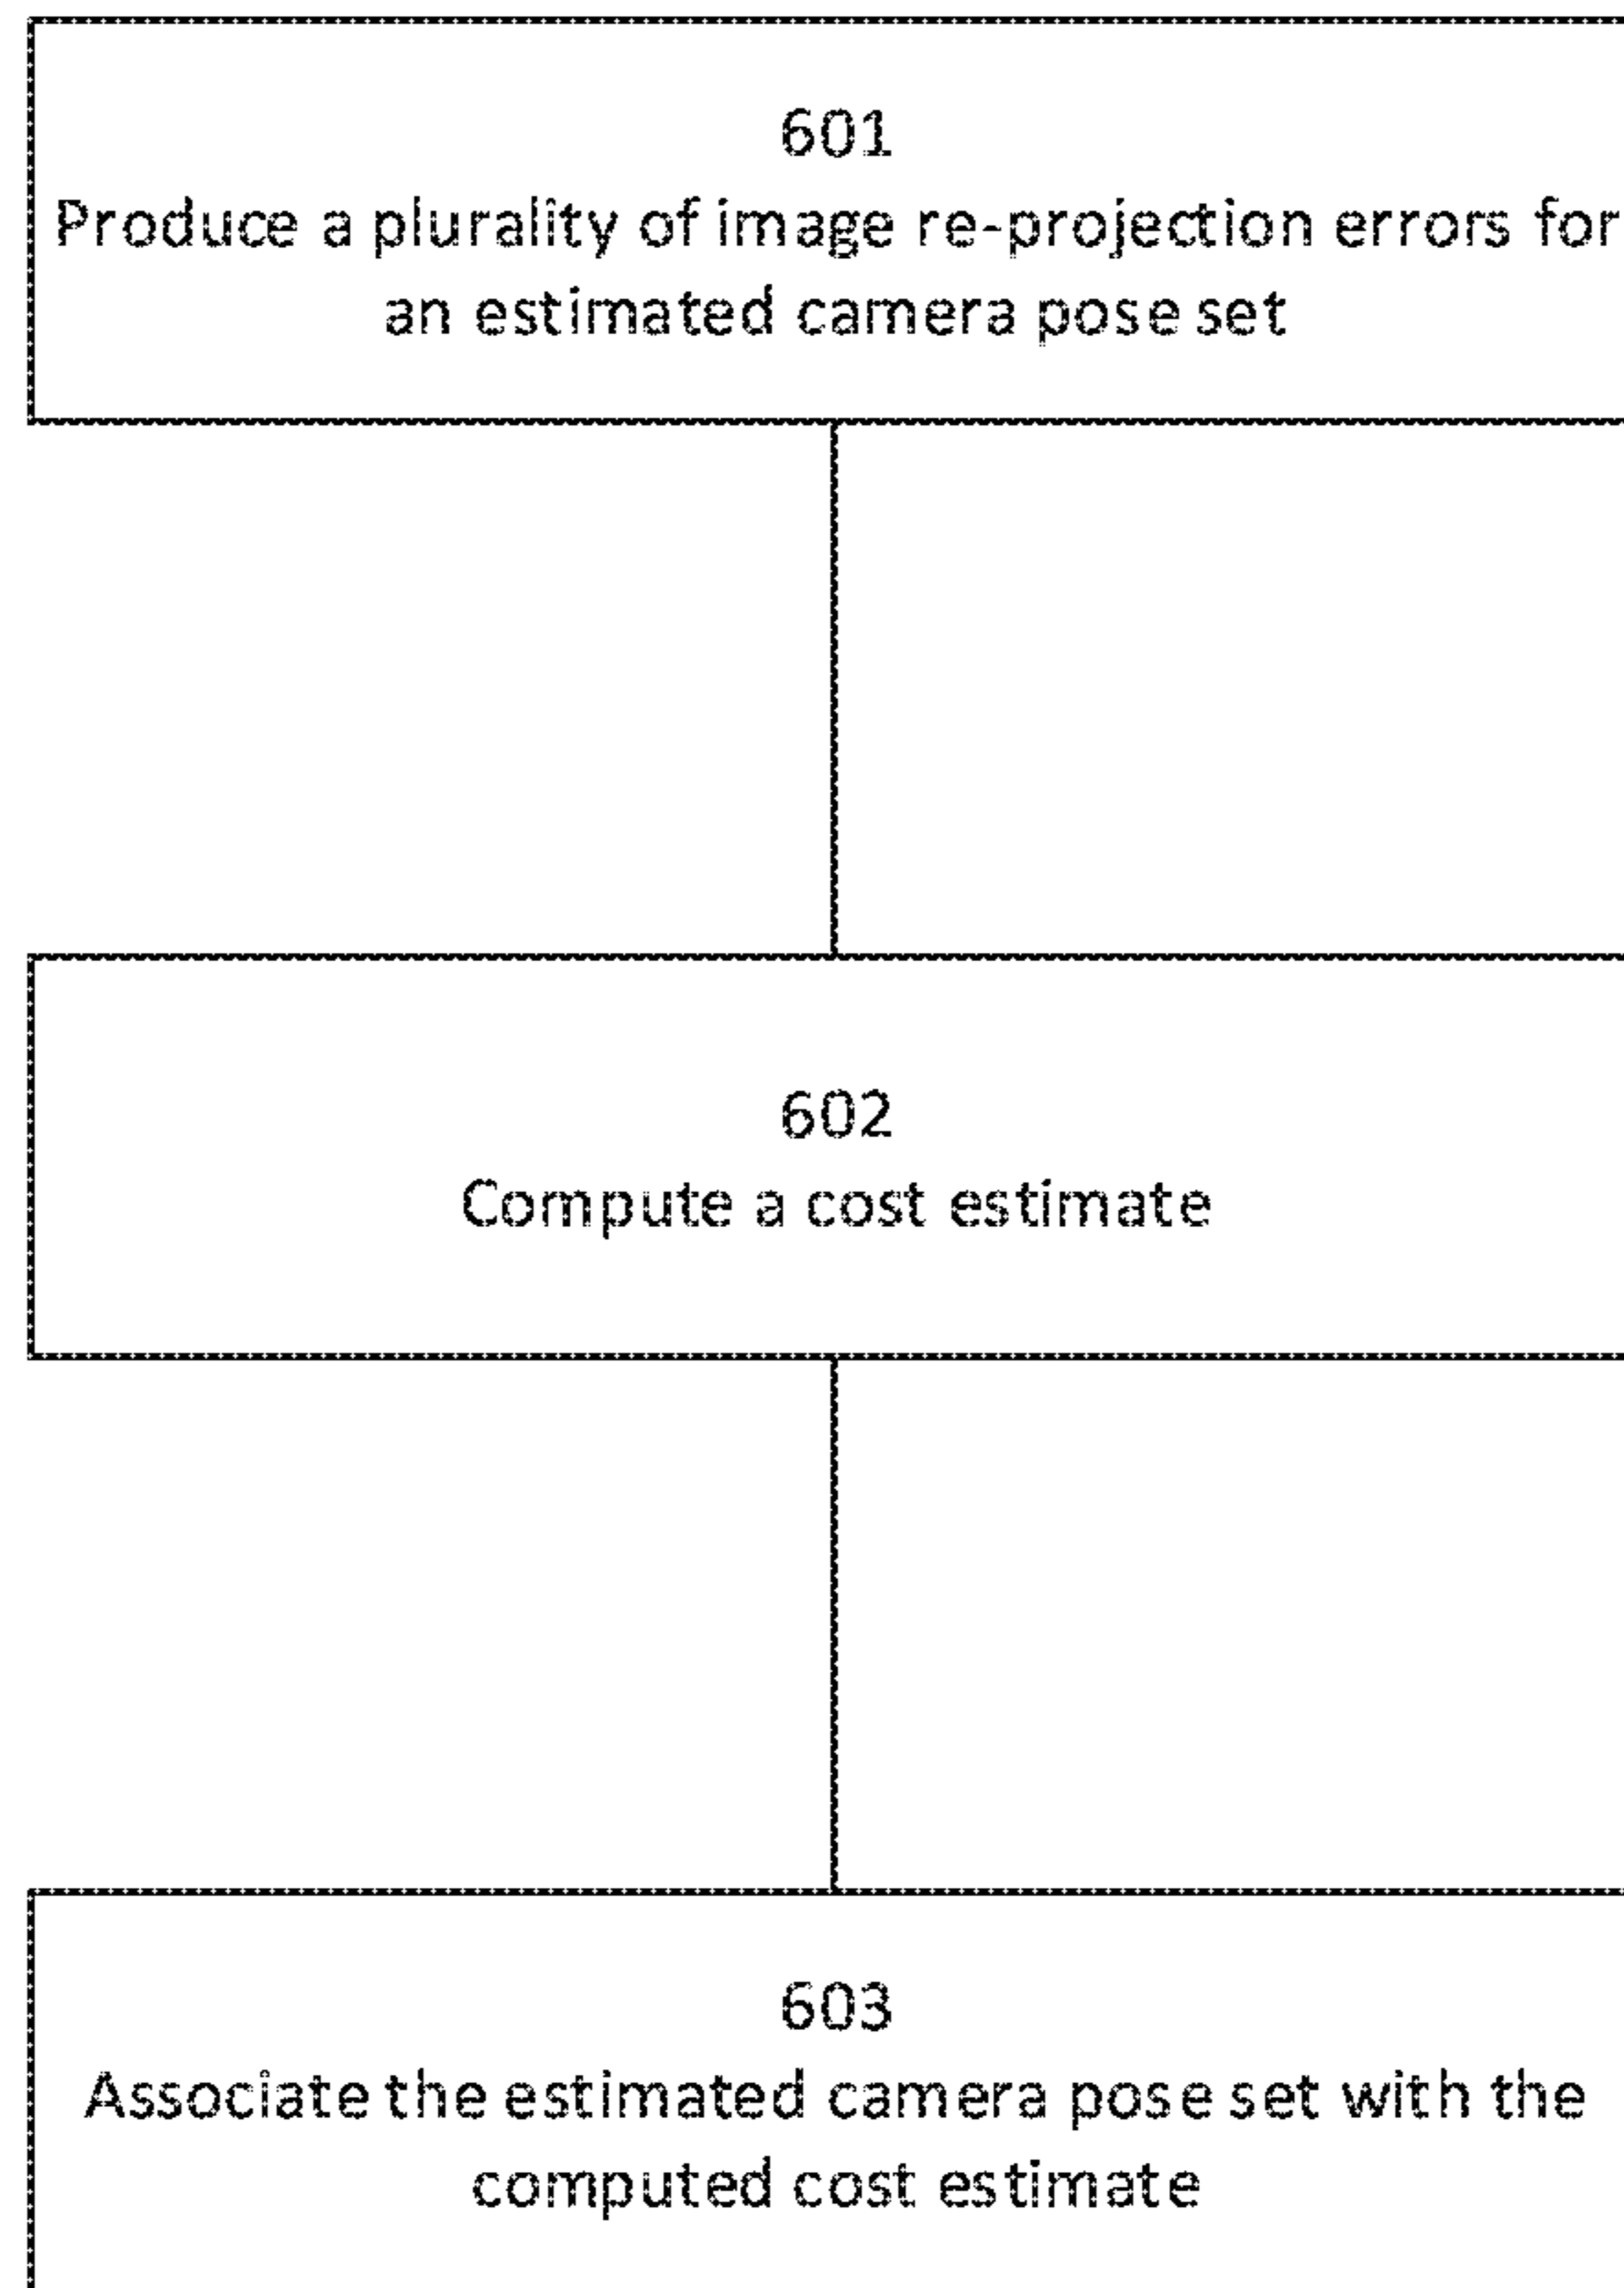 601
Produce a plurality of image re-projection errors for
an estimated camera pose set
602
Compute a cost estimate
603
Associate the estimated camera pose set with the
computed cost estimate